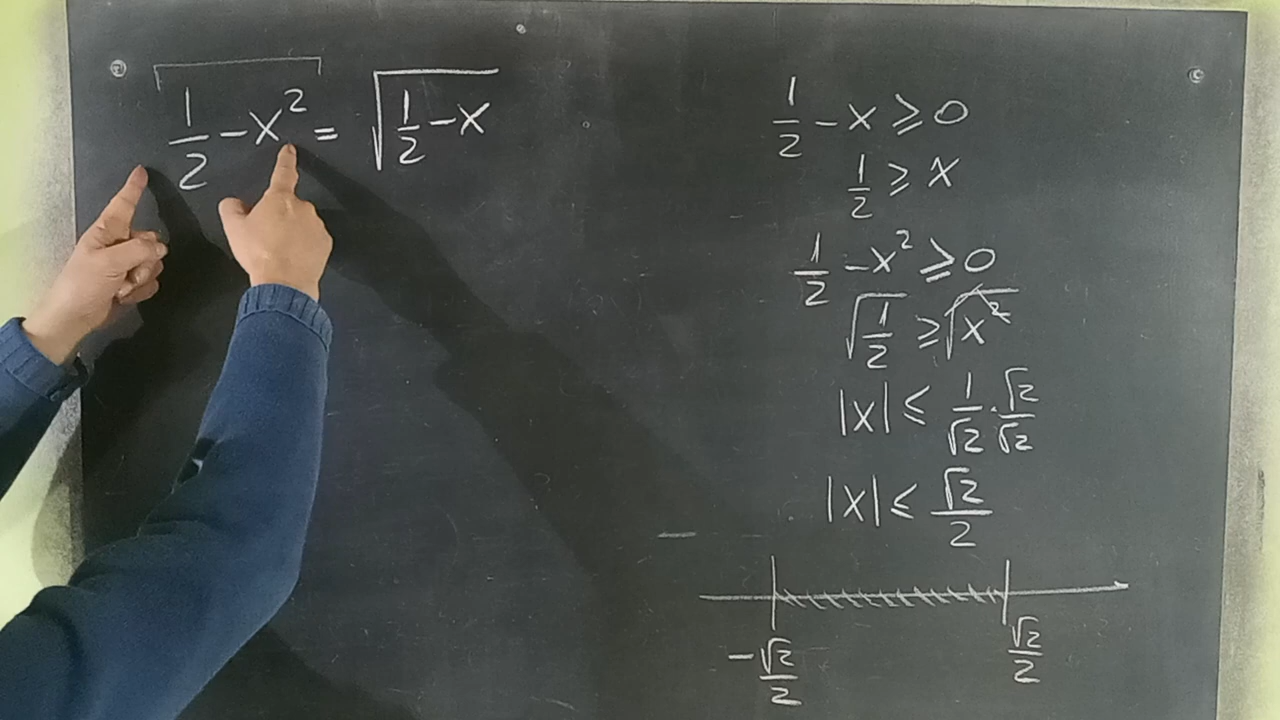 1/2 - x² = √(1/2 - x)
1/2 - x ≥ 0
1/2 ≥ x
1/2 - x² ≥ 0
√(1/2) ≥ √(x²)
|x| ≤ 1/√2 · √2/√2
|x| ≤ √2/2
-√2/2 √2/2